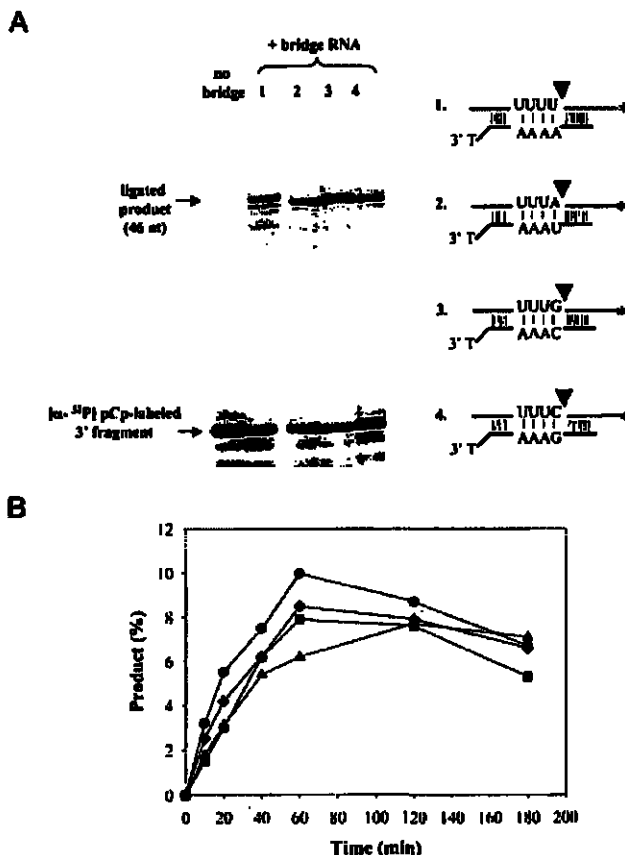 A
+ bridge RNA
no bridge
1 2 3 4
ligated product (46 nt)
[α-³²P] pCp-labeled 3' fragment
1.
UUUU
AAAA
3' T
2.
UUUA
AAAU
3' T
3.
UUUG
AAAC
3' T
4.
UUUC
AAAG
3' T
B
Product (%)
12
10
8
6
4
2
0
0 20 40 60 80 100 120 140 160 180 200
Time (min)